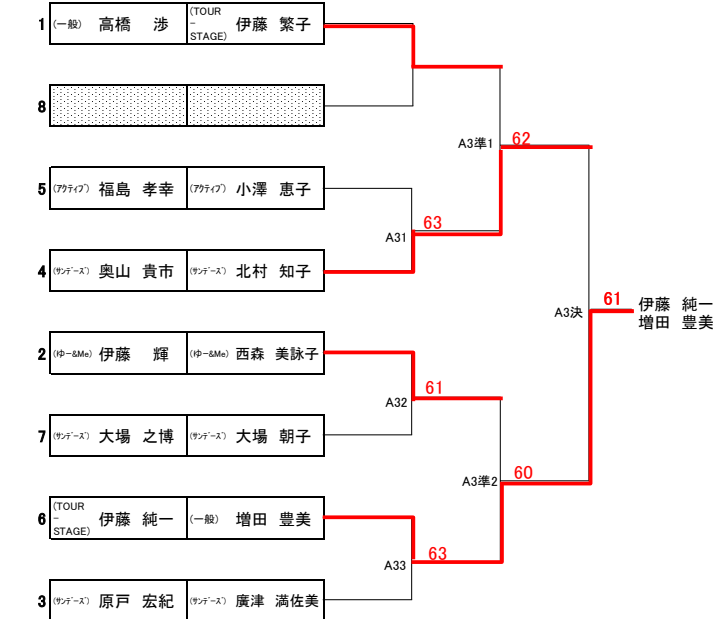 1 (一般) 高橋 渉 (TOUR-STAGE) 伊藤 繁子
8
A3準1 62
5 (ｱｸﾃｨﾌﾞ) 福島 孝幸 (ｱｸﾃｨﾌﾞ) 小澤 恵子
A31 63
4 (ｻﾝﾃﾞｰｽﾞ) 奥山 貴市 (ｻﾝﾃﾞｰｽﾞ) 北村 知子
A3決 61 伊藤 純一
増田 豊美
2 (ゆｰ&Me) 伊藤 輝 (ゆｰ&Me) 西森 美詠子
A32 61
7 (ｻﾝﾃﾞｰｽﾞ) 大場 之博 (ｻﾝﾃﾞｰｽﾞ) 大場 朝子
A3準2 60
6 (TOUR-STAGE) 伊藤 純一 (一般) 増田 豊美
A33 63
3 (ｻﾝﾃﾞｰｽﾞ) 原戸 宏紀 (ｻﾝﾃﾞｰｽﾞ) 廣津 満佐美